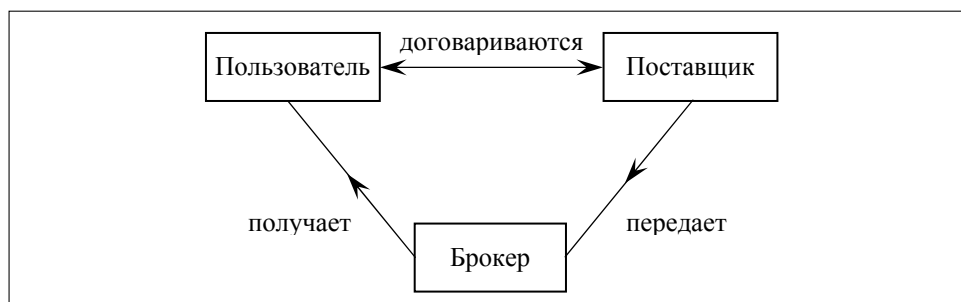 договариваются
Пользователь
Поставщик
получает
передает
Брокер